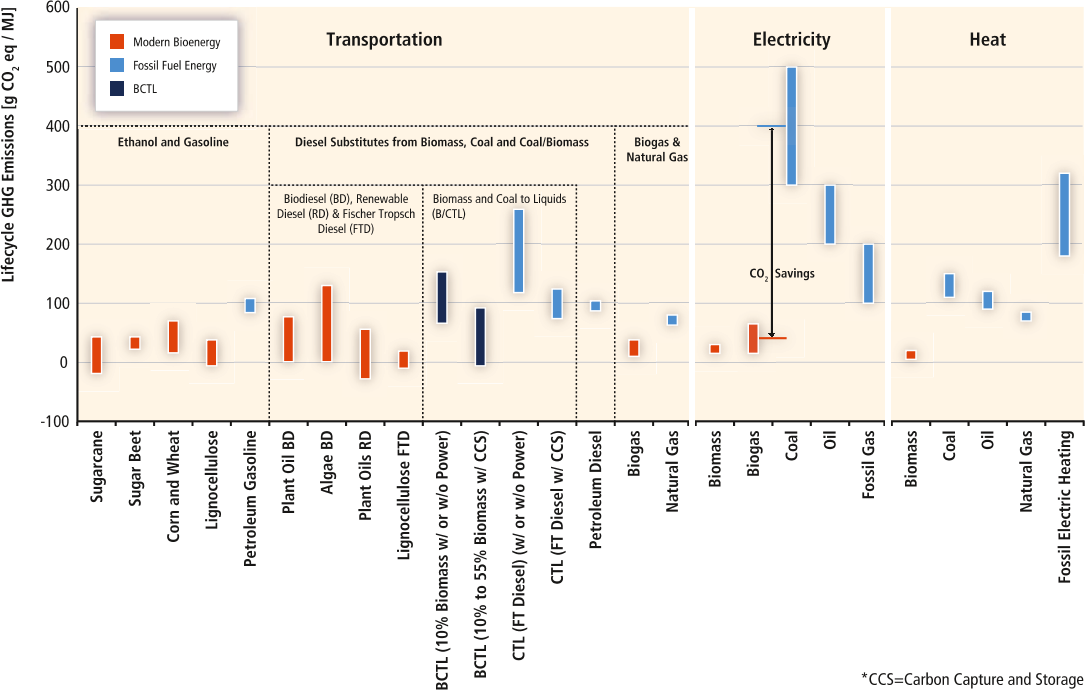 Lifecycle GHG Emissions [g CO2 eq / MJ]
600
500
400
300
200
100
0
-100
Modern Bioenergy
Fossil Fuel Energy
BCTL
Transportation
Electricity
Heat
Ethanol and Gasoline
Diesel Substitutes from Biomass, Coal and Coal/Biomass
Biogas &
Natural Gas
Biodiesel (BD), Renewable
Diesel (RD) & Fischer Tropsch
Diesel (FTD)
Biomass and Coal to Liquids
(B/CTL)
CO2 Savings
Sugarcane
Sugar Beet
Corn and Wheat
Lignocellulose
Petroleum Gasoline
Plant Oil BD
Algae BD
Plant Oils RD
Lignocellulose FTD
BCTL (10% Biomass w/ or w/o Power)
BCTL (10% to 55% Biomass w/ CCS)
CTL (FT Diesel) (w/ or w/o Power)
CTL (FT Diesel w/ CCS)
Petroleum Diesel
Biogas
Natural Gas
Biomass
Biogas
Coal
Oil
Fossil Gas
Biomass
Coal
Oil
Natural Gas
Fossil Electric Heating
*CCS=Carbon Capture and Storage